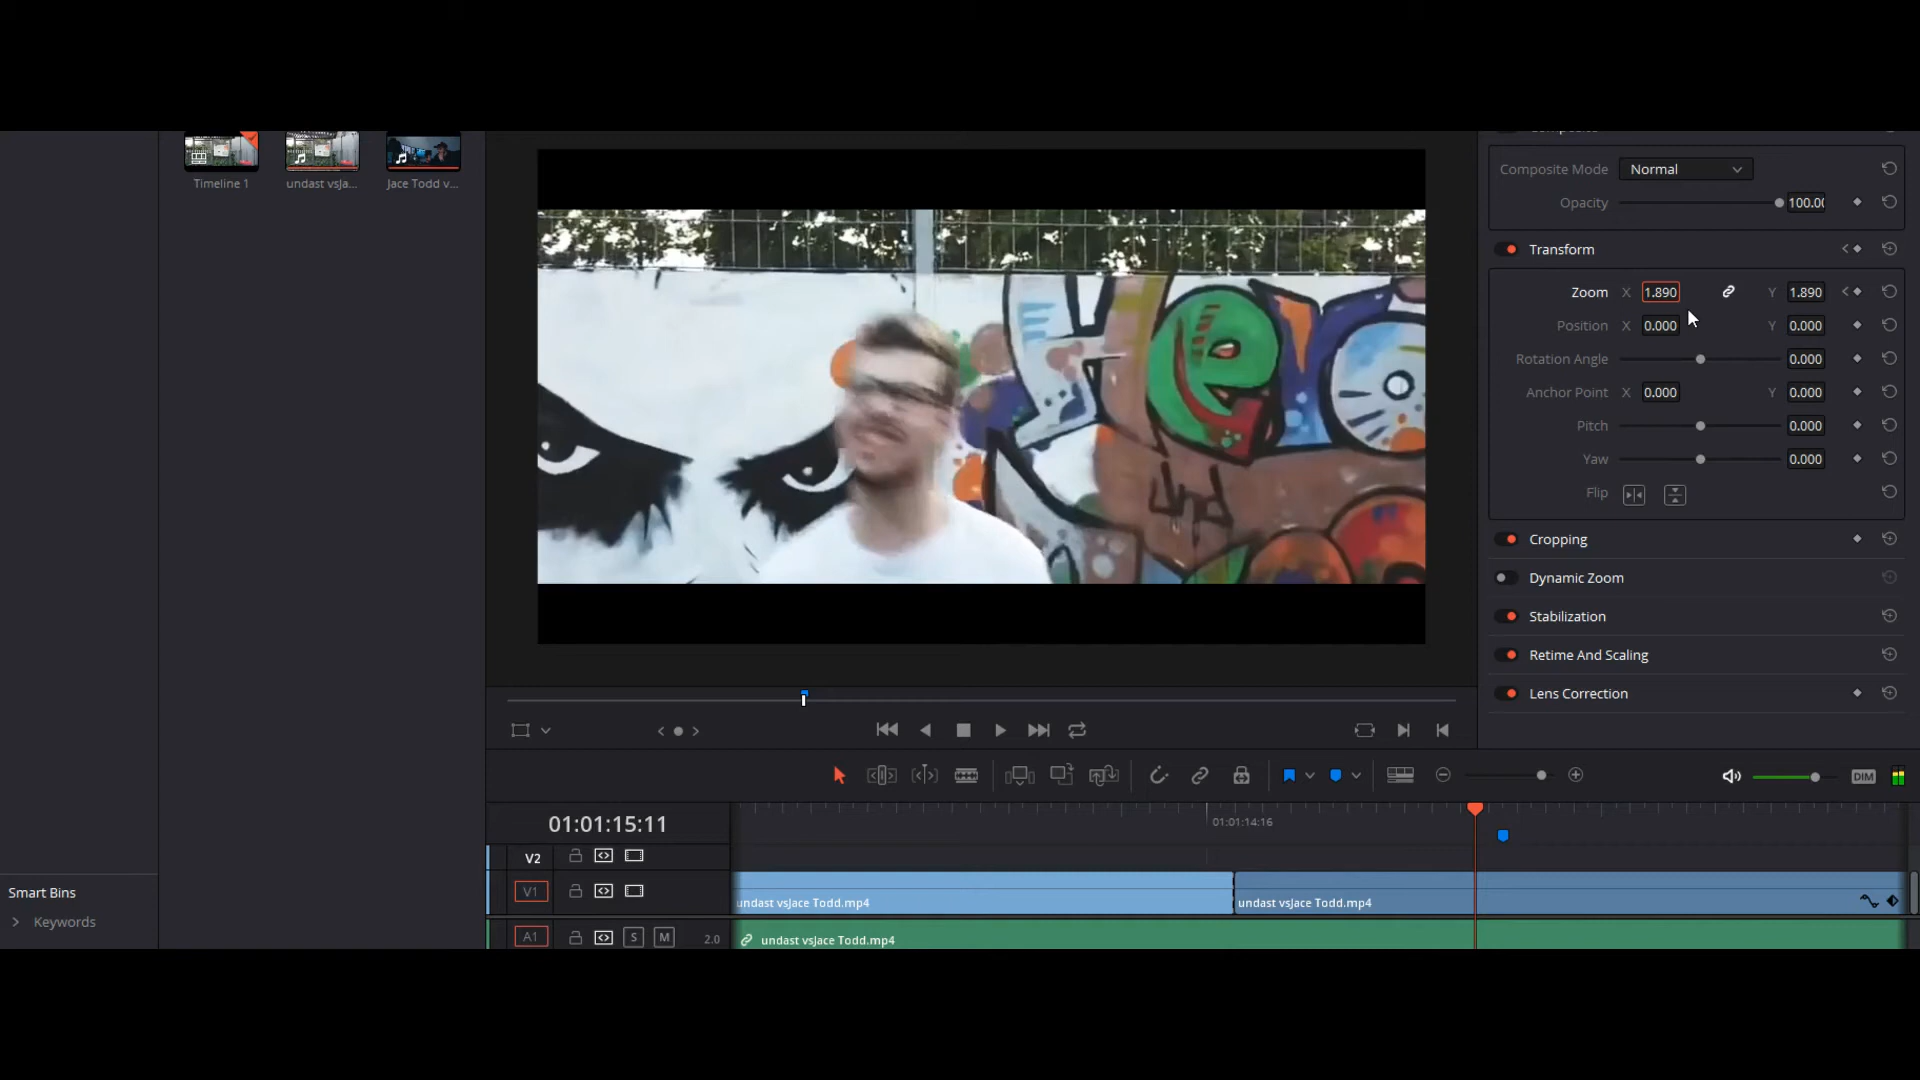 Timeline 1
undast vsJa...
Jace Todd v...
Composite Mode
Normal
Opacity
100.00
Transform
Zoom X 1.890 Y 1.890
Position X 0.000 Y 0.000
Rotation Angle 0.000
Anchor Point X 0.000 Y 0.000
Pitch 0.000
Yaw 0.000
Flip
Cropping
Dynamic Zoom
Stabilization
Retime And Scaling
Lens Correction
DIM
01:01:15:11
01:01:14:16
V2
V1
undast vsJace Todd.mp4
undast vsJace Todd.mp4
A1
S
M
2.0
undast vsJace Todd.mp4
Smart Bins
Keywords